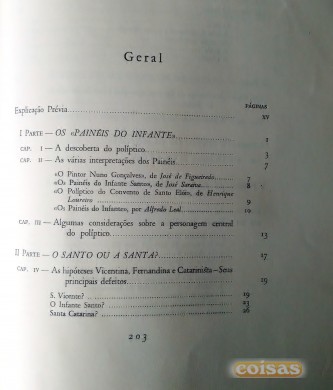 Geral
PÁGINAS
Explicação Prévia XV
I PARTE — OS «PAINÉIS DO INFANTE» 1
CAP. I — A descoberta do políptico. 3
CAP. II — As várias interpretações dos Painéis 7
«O Pintor Nuno Gonçalves», de José de Figueiredo. 7
«Os Painéis do Infante Santo», de José Saraiva 8
«O Políptico do Convento de Santo Elói», de Henrique
Loureiro 9
«Os Painéis do Infante», por Alfredo Leal. 10
CAP. III — Algumas considerações sobre a personagem central
do políptico. 13
II PARTE — O SANTO OU A SANTA? 17
CAP. IV — As hipóteses Vicentina, Fernandina e Catarinista — Seus
principais defeitos. 19
S. Vicente? 19
O Infante Santo? 23
Santa Catarina? 26
203
coisas